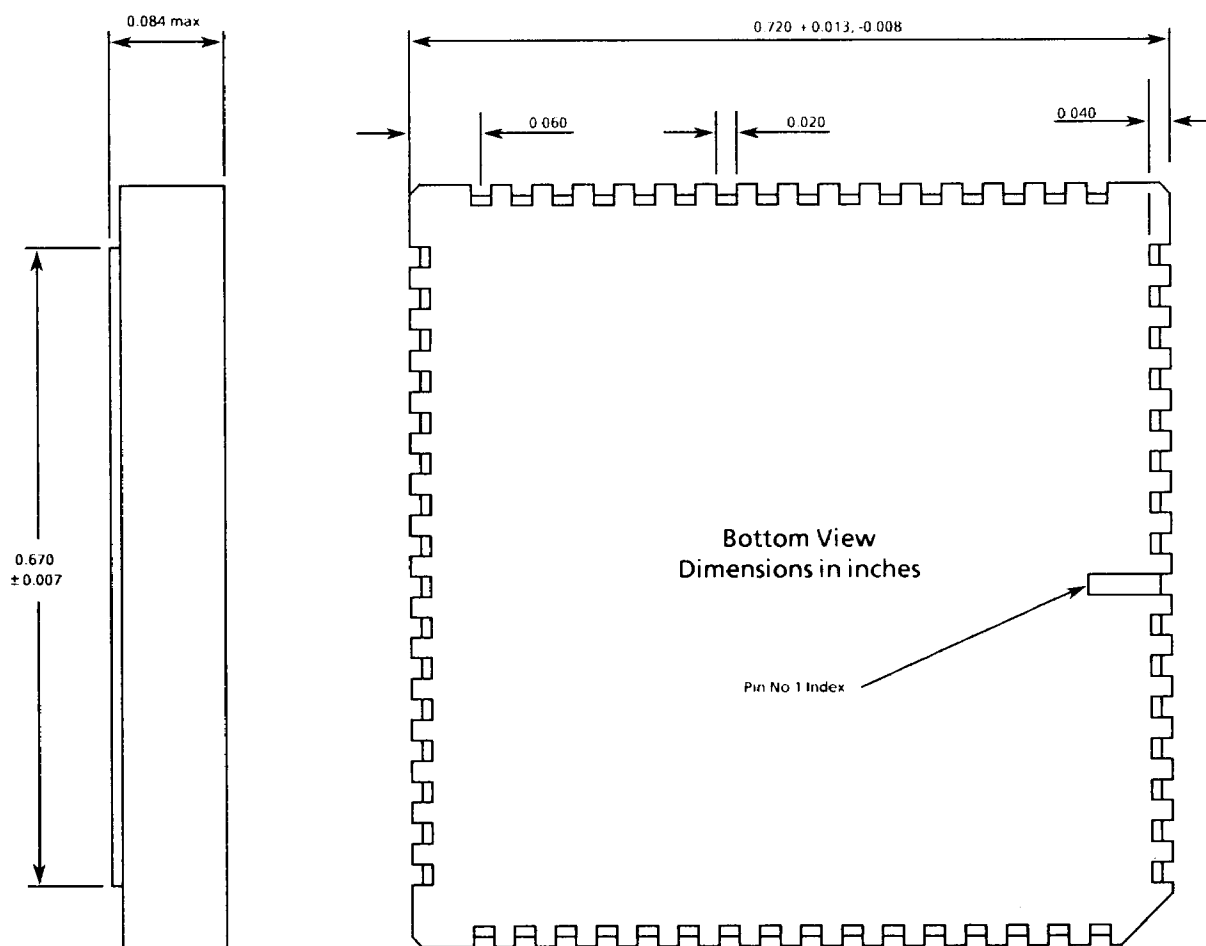 0.084 max
0.720 + 0.013, -0.008
0.060
0.020
0.040
0.670
± 0.007
Bottom View
Dimensions in inches
Pin No 1 Index